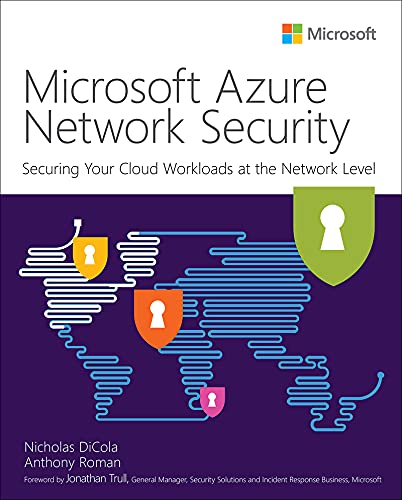 Microsoft
Microsoft Azure
Network Security
Securing Your Cloud Workloads at the Network Level
Nicholas DiCola
Anthony Roman
Foreword by Jonathan Trull, General Manager, Security Solutions and Incident Response Business, Microsoft